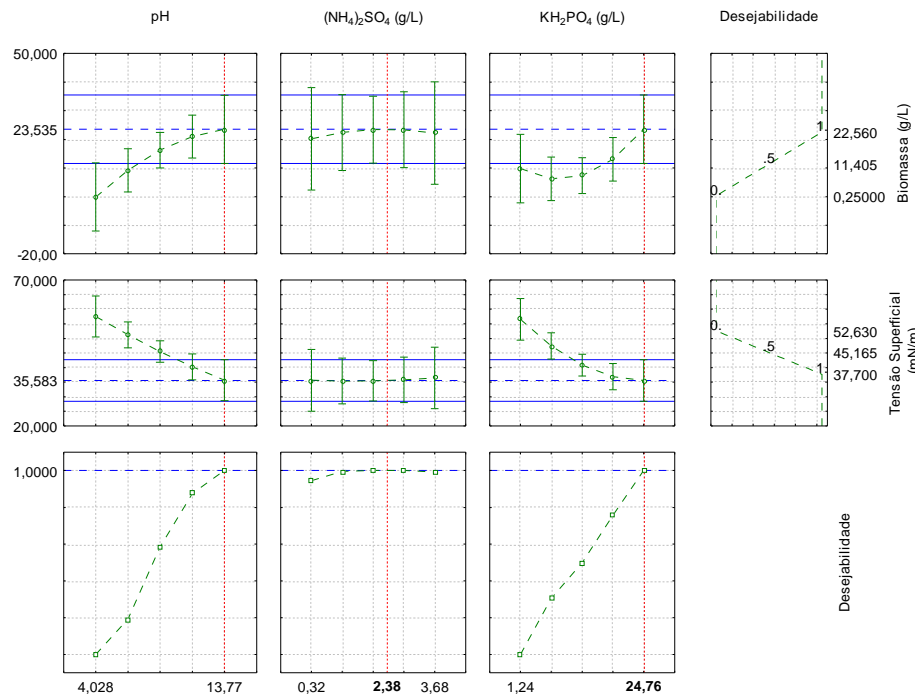 pH (NH₄)₂SO₄ (g/L) KH₂PO₄ (g/L) Desejabilidade
50,000
23,535
-20,00
1, 22,560
,5 11,405
0, 0,25000
Biomassa (g/L)
70,000
35,583
20,000
0, 52,630
,5 45,165
1, 37,700
Tensão Superficial
(mN/m)
1,0000
Desejabilidade
4,028 13,77 0,32 2,38 3,68 1,24 24,76